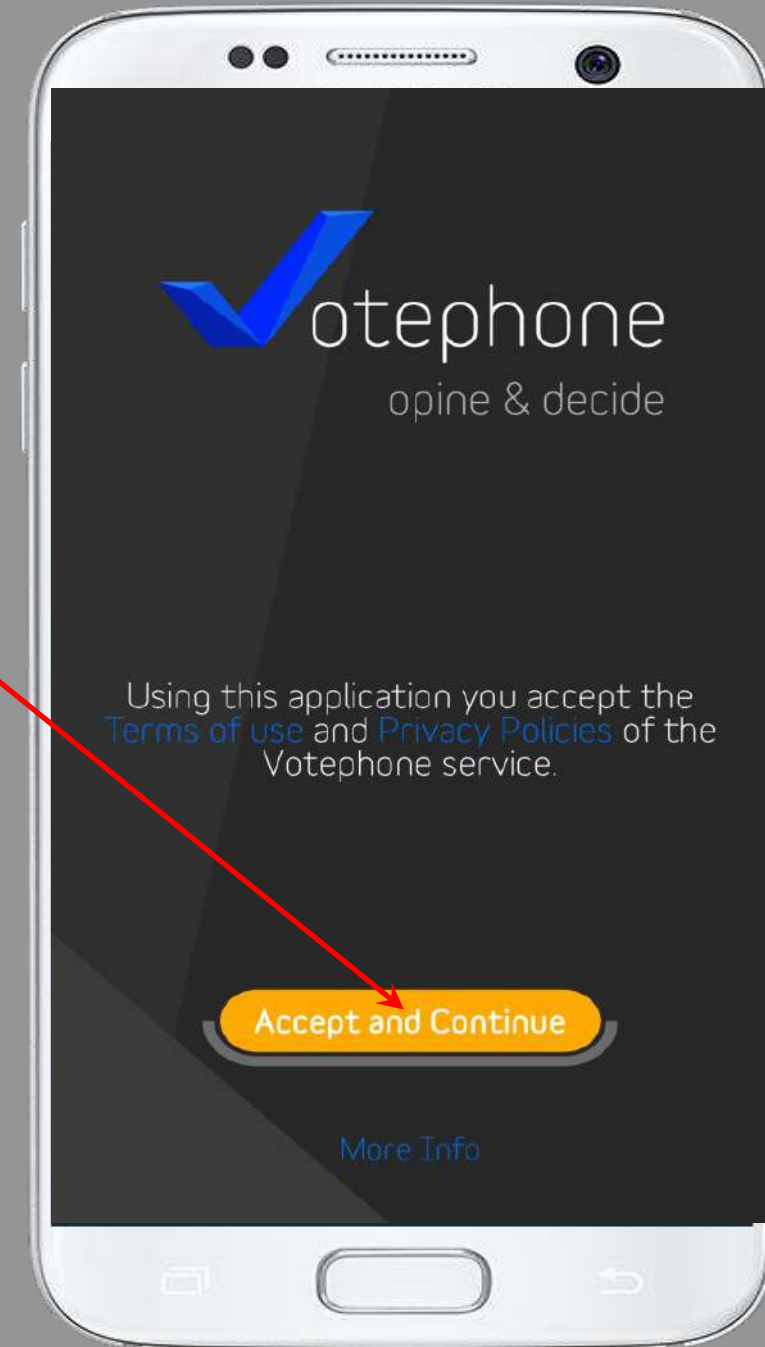 Votephone
opine & decide
Using this application you accept the
Terms of use and Privacy Policies of the
Votephone service.
Accept and Continue
More Info